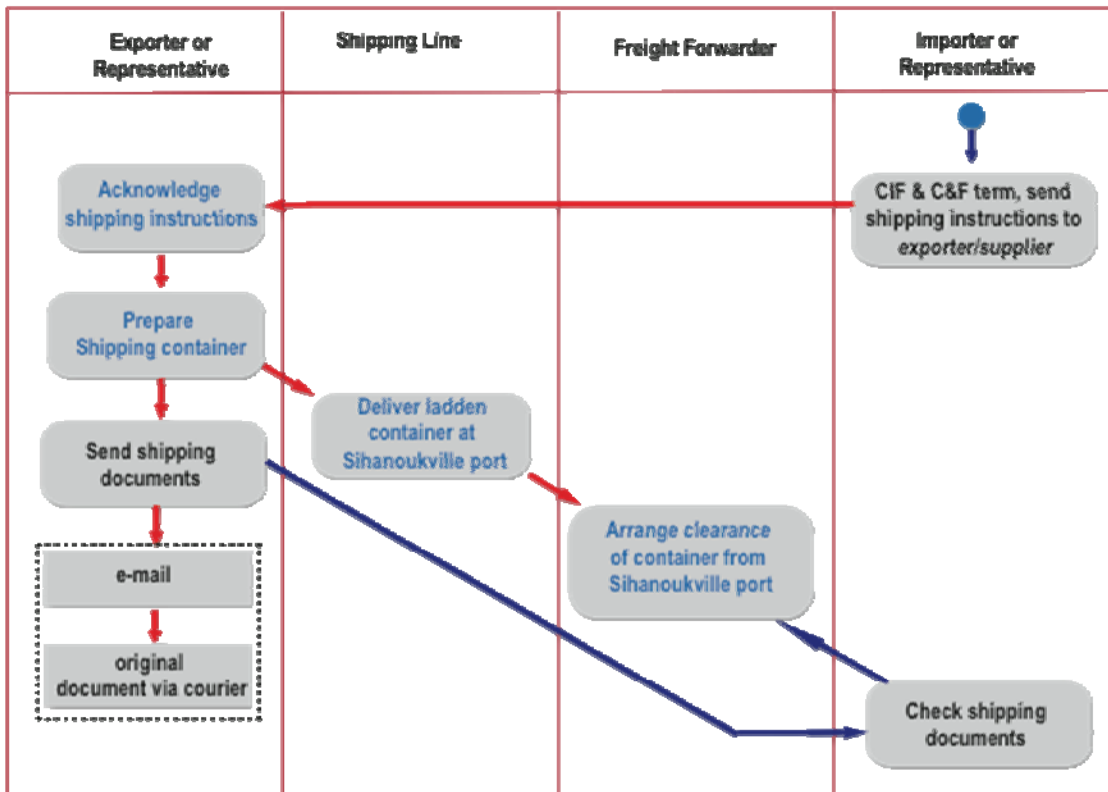 Exporter or
Representative
Shipping Line
Freight Forwarder
Importer or
Representative
Acknowledge
shipping instructions
CIF & C&F term, send
shipping instructions to
exporter/supplier
Prepare
Shipping container
Deliver ladden
container at
Sihanoukville port
Send shipping
documents
Arrange clearance
of container from
Sihanoukville port
e-mail
original
document via courier
Check shipping
documents